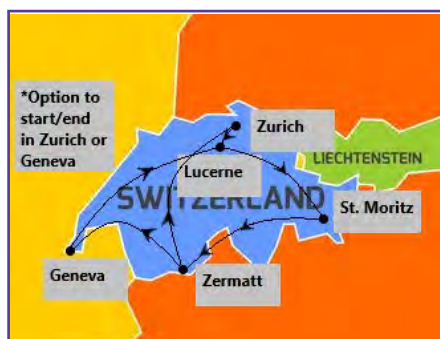 *Option to
start/end
in Zurich or
Geneva
Zurich
LIECHTENSTEIN
Lucerne
SWITZERLAND
St. Moritz
Geneva
Zermatt